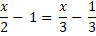 x/2 − 1 = x/3 − 1/3